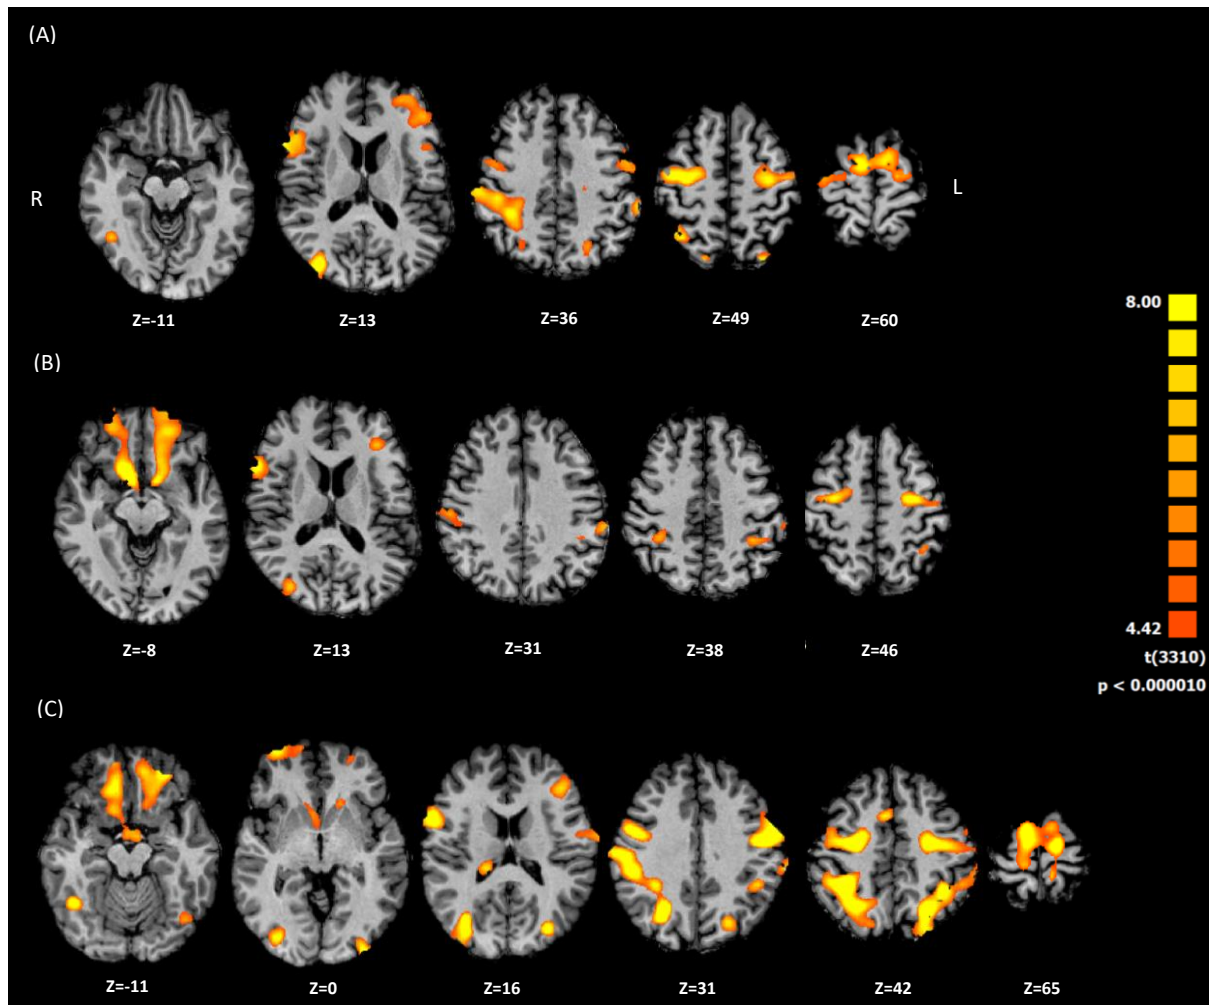 (A)
R
L
Z=-11
Z=13
Z=36
Z=49
Z=60
8.00
(B)
4.42
t(3310)
p < 0.000010
Z=-8
Z=13
Z=31
Z=38
Z=46
(C)
Z=-11
Z=0
Z=16
Z=31
Z=42
Z=65